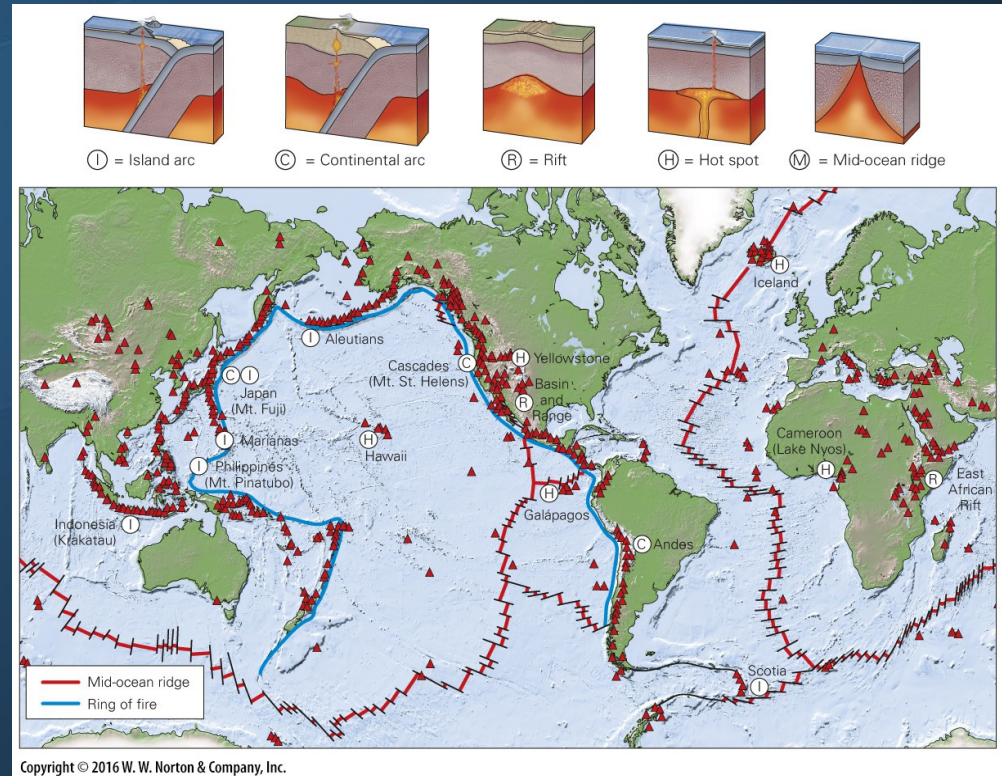 I = Island arc
C = Continental arc
R = Rift
H = Hot spot
M = Mid-ocean ridge
H
Iceland
I
Aleutians
Cascades
(Mt. St. Helens)
C
H Yellowstone
Basin
and
Range
R
C I
Japan
(Mt. Fuji)
I Marianas
H
Hawaii
I
Philippines
(Mt. Pinatubo)
Indonesia
(Krakatau)
I
H
Galápagos
C Andes
Cameroon
(Lake Nyos)
H
R
East
African
Rift
Scotia
I
Mid-ocean ridge
Ring of fire
Copyright © 2016 W. W. Norton & Company, Inc.